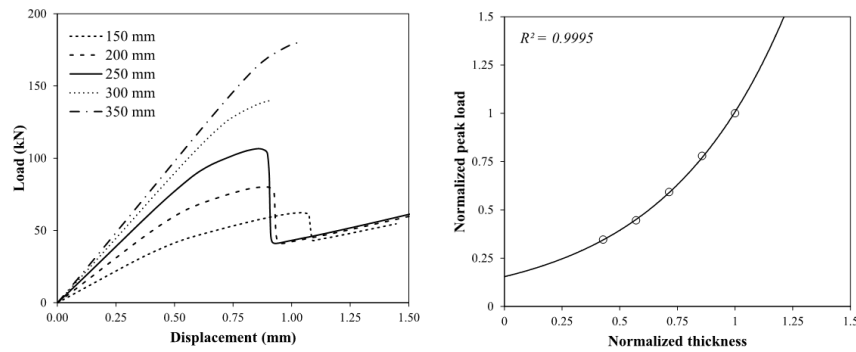 200
150
100
50
0
Load (kN)
150 mm
200 mm
250 mm
300 mm
350 mm
0.00 0.25 0.50 0.75 1.00 1.25 1.50
Displacement (mm)
1.5
1.25
1
0.75
0.5
0.25
0
Normalized peak load
R² = 0.9995
0 0.25 0.5 0.75 1 1.25 1.5
Normalized thickness